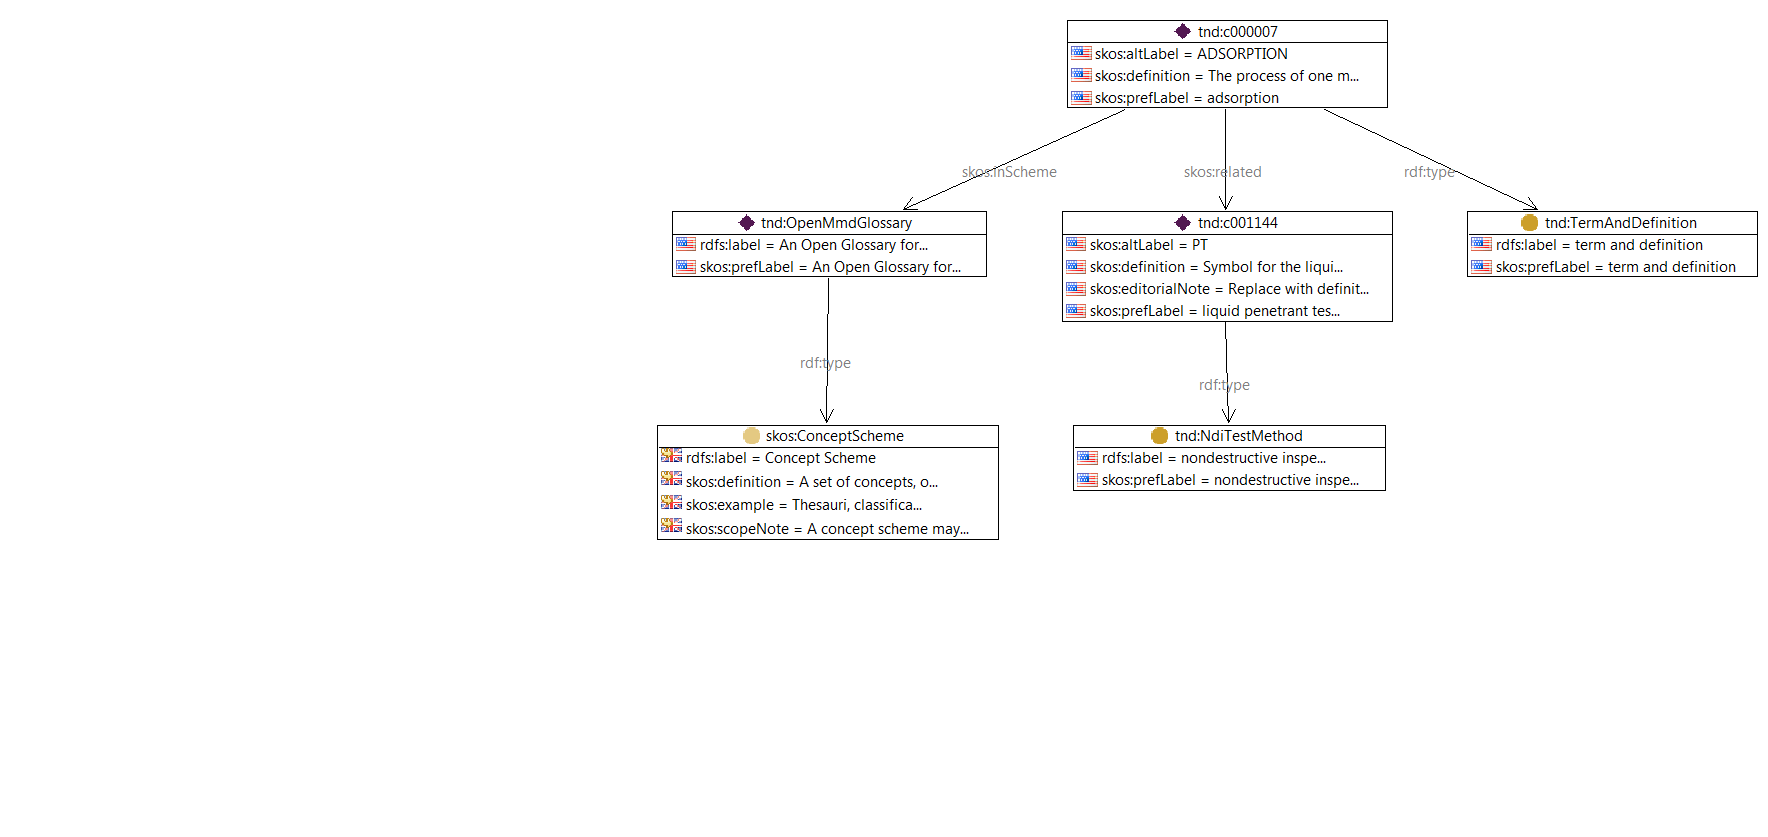 tnd:c000007
skos:altLabel = ADSORPTION
skos:definition = The process of one m...
skos:prefLabel = adsorption
skos:inScheme
skos:related
rdf:type
tnd:OpenMmdGlossary
rdfs:label = An Open Glossary for...
skos:prefLabel = An Open Glossary for...
tnd:c001144
skos:altLabel = PT
skos:definition = Symbol for the liqui...
skos:editorialNote = Replace with definit...
skos:prefLabel = liquid penetrant tes...
tnd:TermAndDefinition
rdfs:label = term and definition
skos:prefLabel = term and definition
rdf:type
rdf:type
skos:ConceptScheme
rdfs:label = Concept Scheme
skos:definition = A set of concepts, o...
skos:example = Thesauri, classifica...
skos:scopeNote = A concept scheme may...
tnd:NdiTestMethod
rdfs:label = nondestructive inspe...
skos:prefLabel = nondestructive inspe...